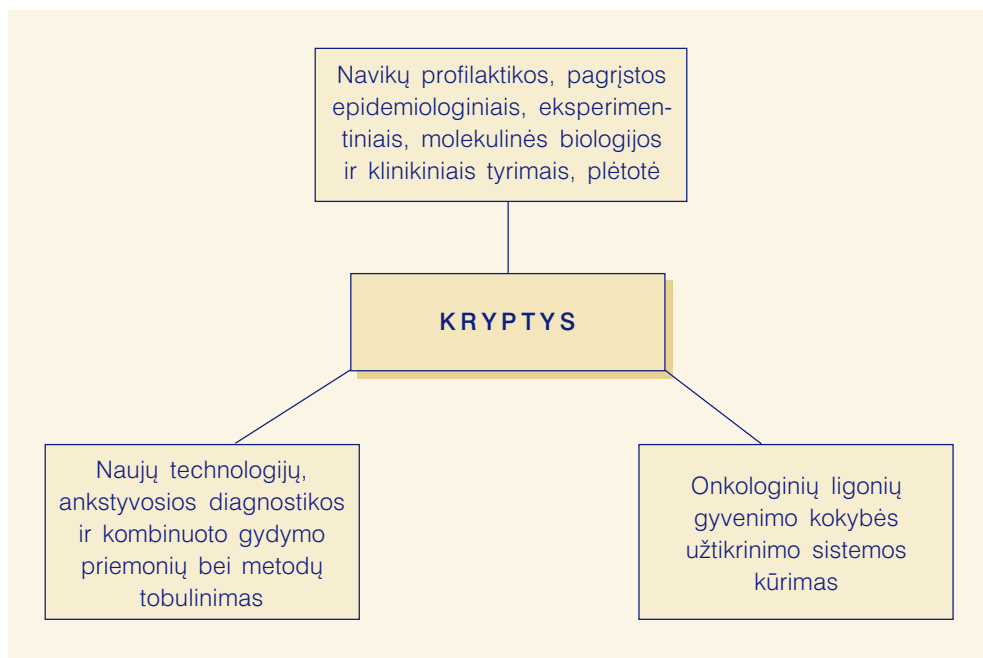 Navikų profilaktikos, pagrįstos
epidemiologiniais, eksperimen-
tiniais, molekulinės biologijos
ir klinikiniais tyrimais, plėtotė
KRYPTYS
Naujų technologijų,
ankstyvosios diagnostikos
ir kombinuoto gydymo
priemonių bei metodų
tobulinimas
Onkologinių ligonių
gyvenimo kokybės
užtikrinimo sistemos
kūrimas